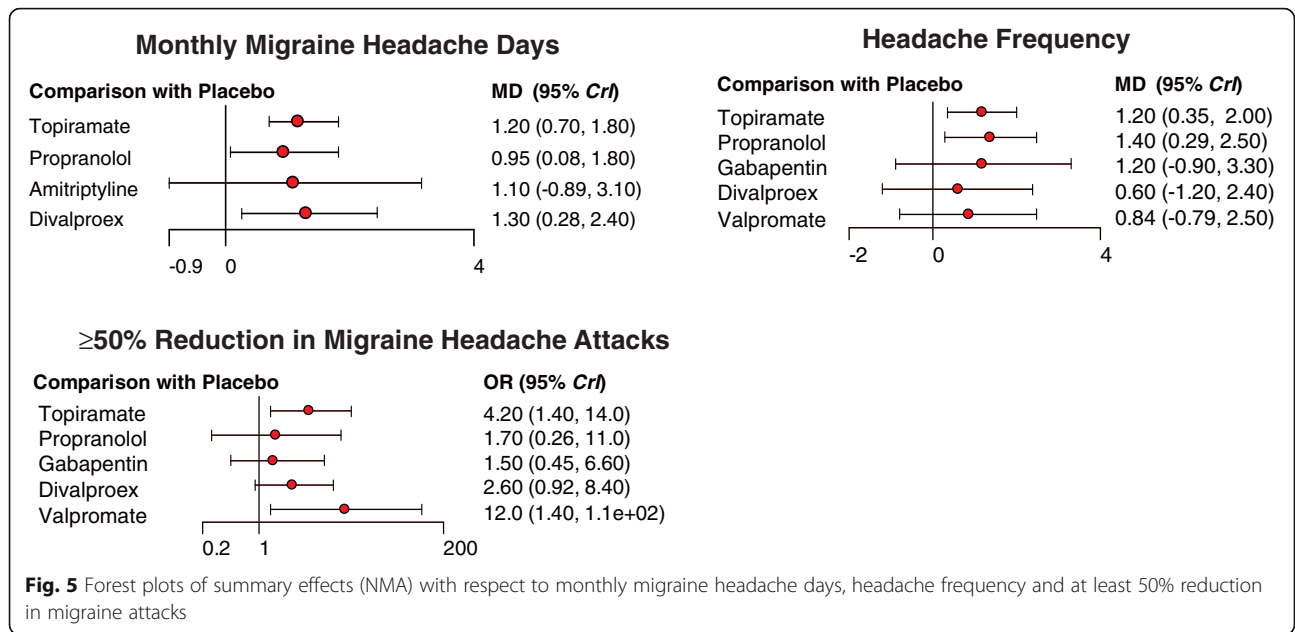 Monthly Migraine Headache Days
Comparison with Placebo MD (95% CrI)
Topiramate 1.20 (0.70, 1.80)
Propranolol 0.95 (0.08, 1.80)
Amitriptyline 1.10 (-0.89, 3.10)
Divalproex 1.30 (0.28, 2.40)
-0.9 0 4
Headache Frequency
Comparison with Placebo MD (95% CrI)
Topiramate 1.20 (0.35, 2.00)
Propranolol 1.40 (0.29, 2.50)
Gabapentin 1.20 (-0.90, 3.30)
Divalproex 0.60 (-1.20, 2.40)
Valpromate 0.84 (-0.79, 2.50)
-2 0 4
≥50% Reduction in Migraine Headache Attacks
Comparison with Placebo OR (95% CrI)
Topiramate 4.20 (1.40, 14.0)
Propranolol 1.70 (0.26, 11.0)
Gabapentin 1.50 (0.45, 6.60)
Divalproex 2.60 (0.92, 8.40)
Valpromate 12.0 (1.40, 1.1e+02)
0.2 1 200
Fig. 5 Forest plots of summary effects (NMA) with respect to monthly migraine headache days, headache frequency and at least 50% reduction
in migraine attacks